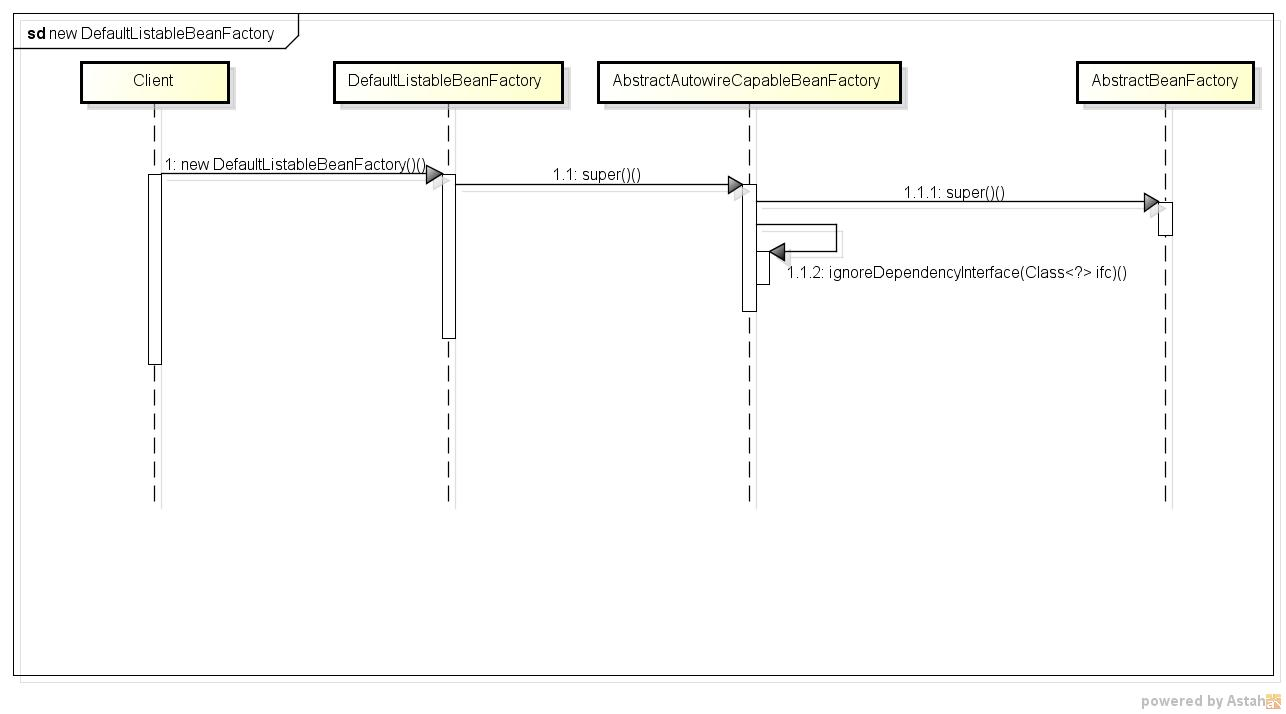 sd new DefaultListableBeanFactory
Client
DefaultListableBeanFactory
AbstractAutowireCapableBeanFactory
AbstractBeanFactory
1: new DefaultListableBeanFactory()()
1.1: super()()
1.1.1: super()()
1.1.2: ignoreDependencyInterface(Class<?> ifc)()
powered by Astah